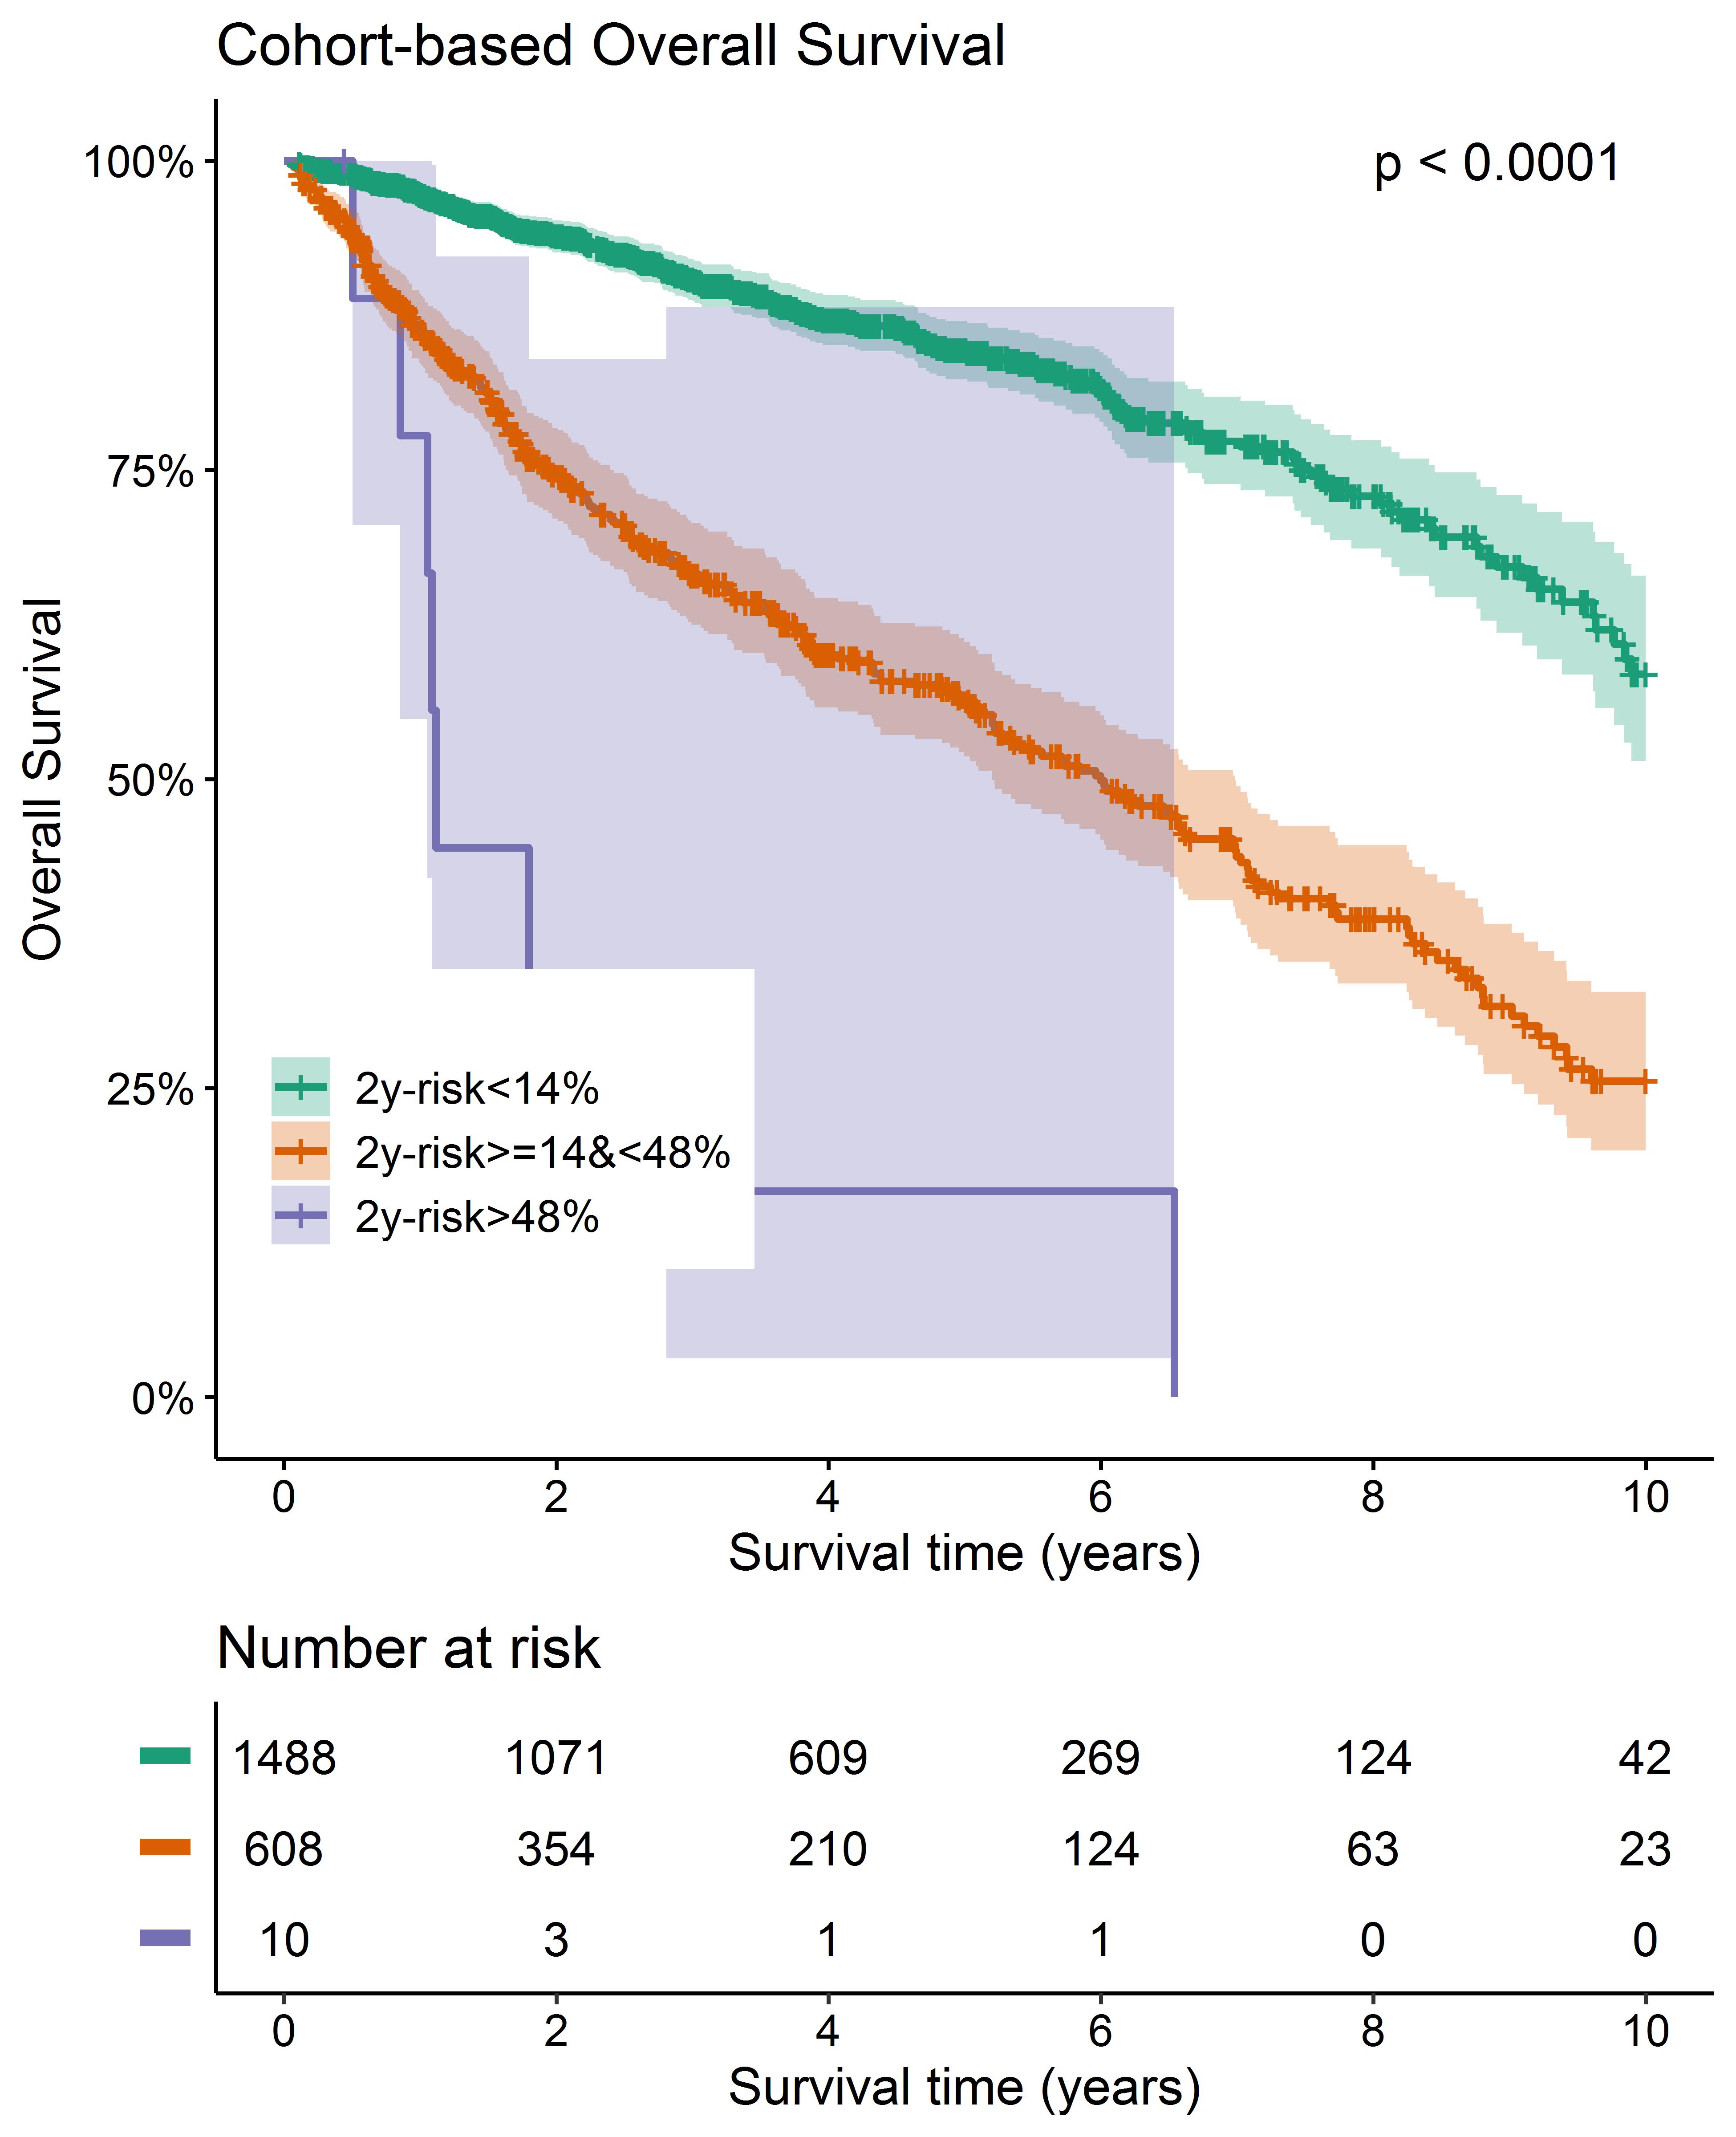 Cohort-based Overall Survival
p < 0.0001
100%
75%
50%
25%
0%
Overall Survival
2y-risk<14%
2y-risk>=14&<48%
2y-risk>48%
0 2 4 6 8 10
Survival time (years)
Number at risk
1488 1071 609 269 124 42
608 354 210 124 63 23
10 3 1 1 0 0
0 2 4 6 8 10
Survival time (years)